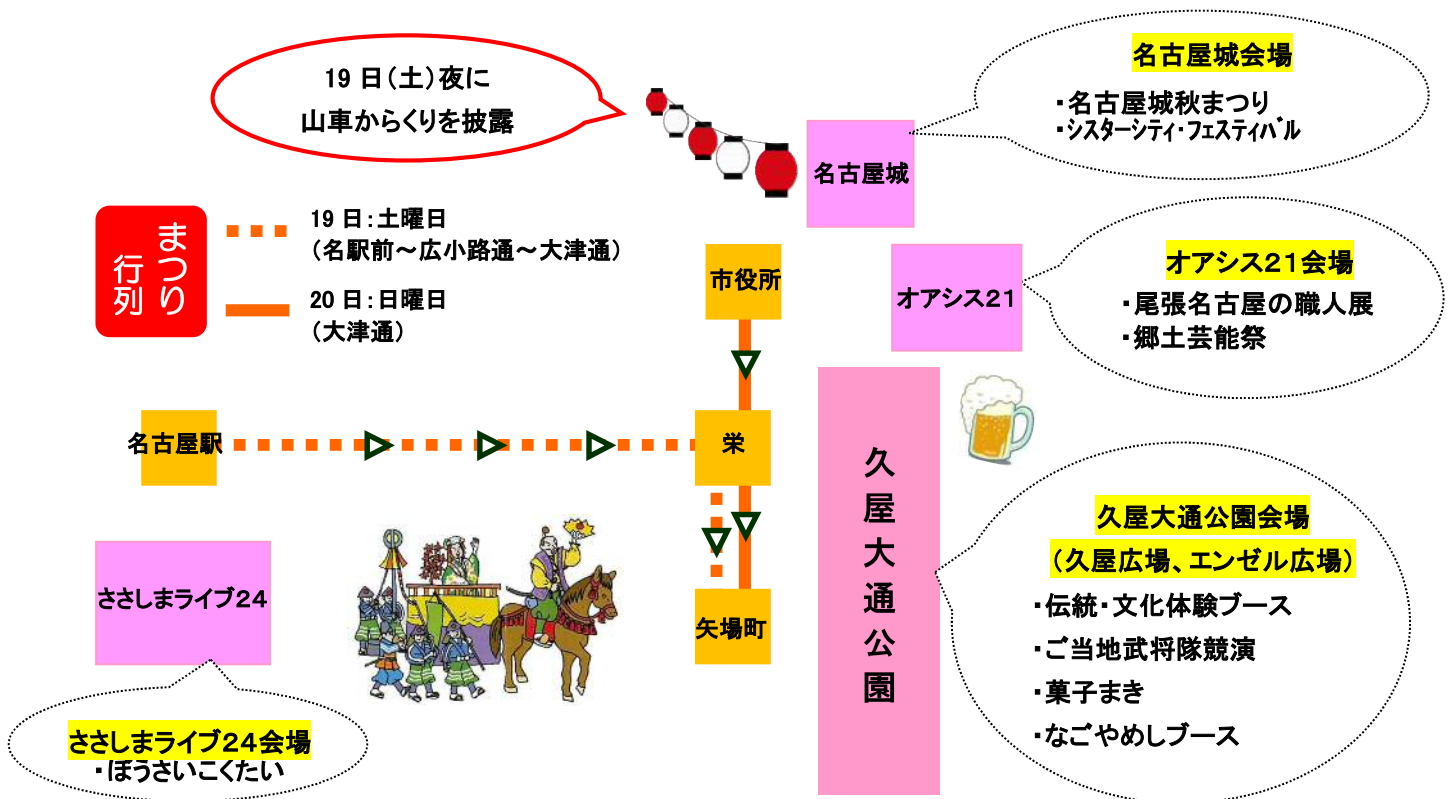 19日（土）夜に
山車からくりを披露
名古屋城会場
・名古屋城秋まつり
・ｼｽﾀｰｼﾃｨ・ﾌｪｽﾃｨﾊﾞﾙ
名古屋城
まつり
行列
19日：土曜日
（名駅前～広小路通～大津通）
20日：日曜日
（大津通）
市役所
オアシス２１
オアシス２１会場
・尾張名古屋の職人展
・郷土芸能祭
名古屋駅
栄
矢場町
久屋大通公園
久屋大通公園会場
（久屋広場、エンゼル広場）
・伝統・文化体験ブース
・ご当地武将隊競演
・菓子まき
・なごやめしブース
ささしまライブ２４
ささしまライブ２４会場
・ぼうさいこくたい